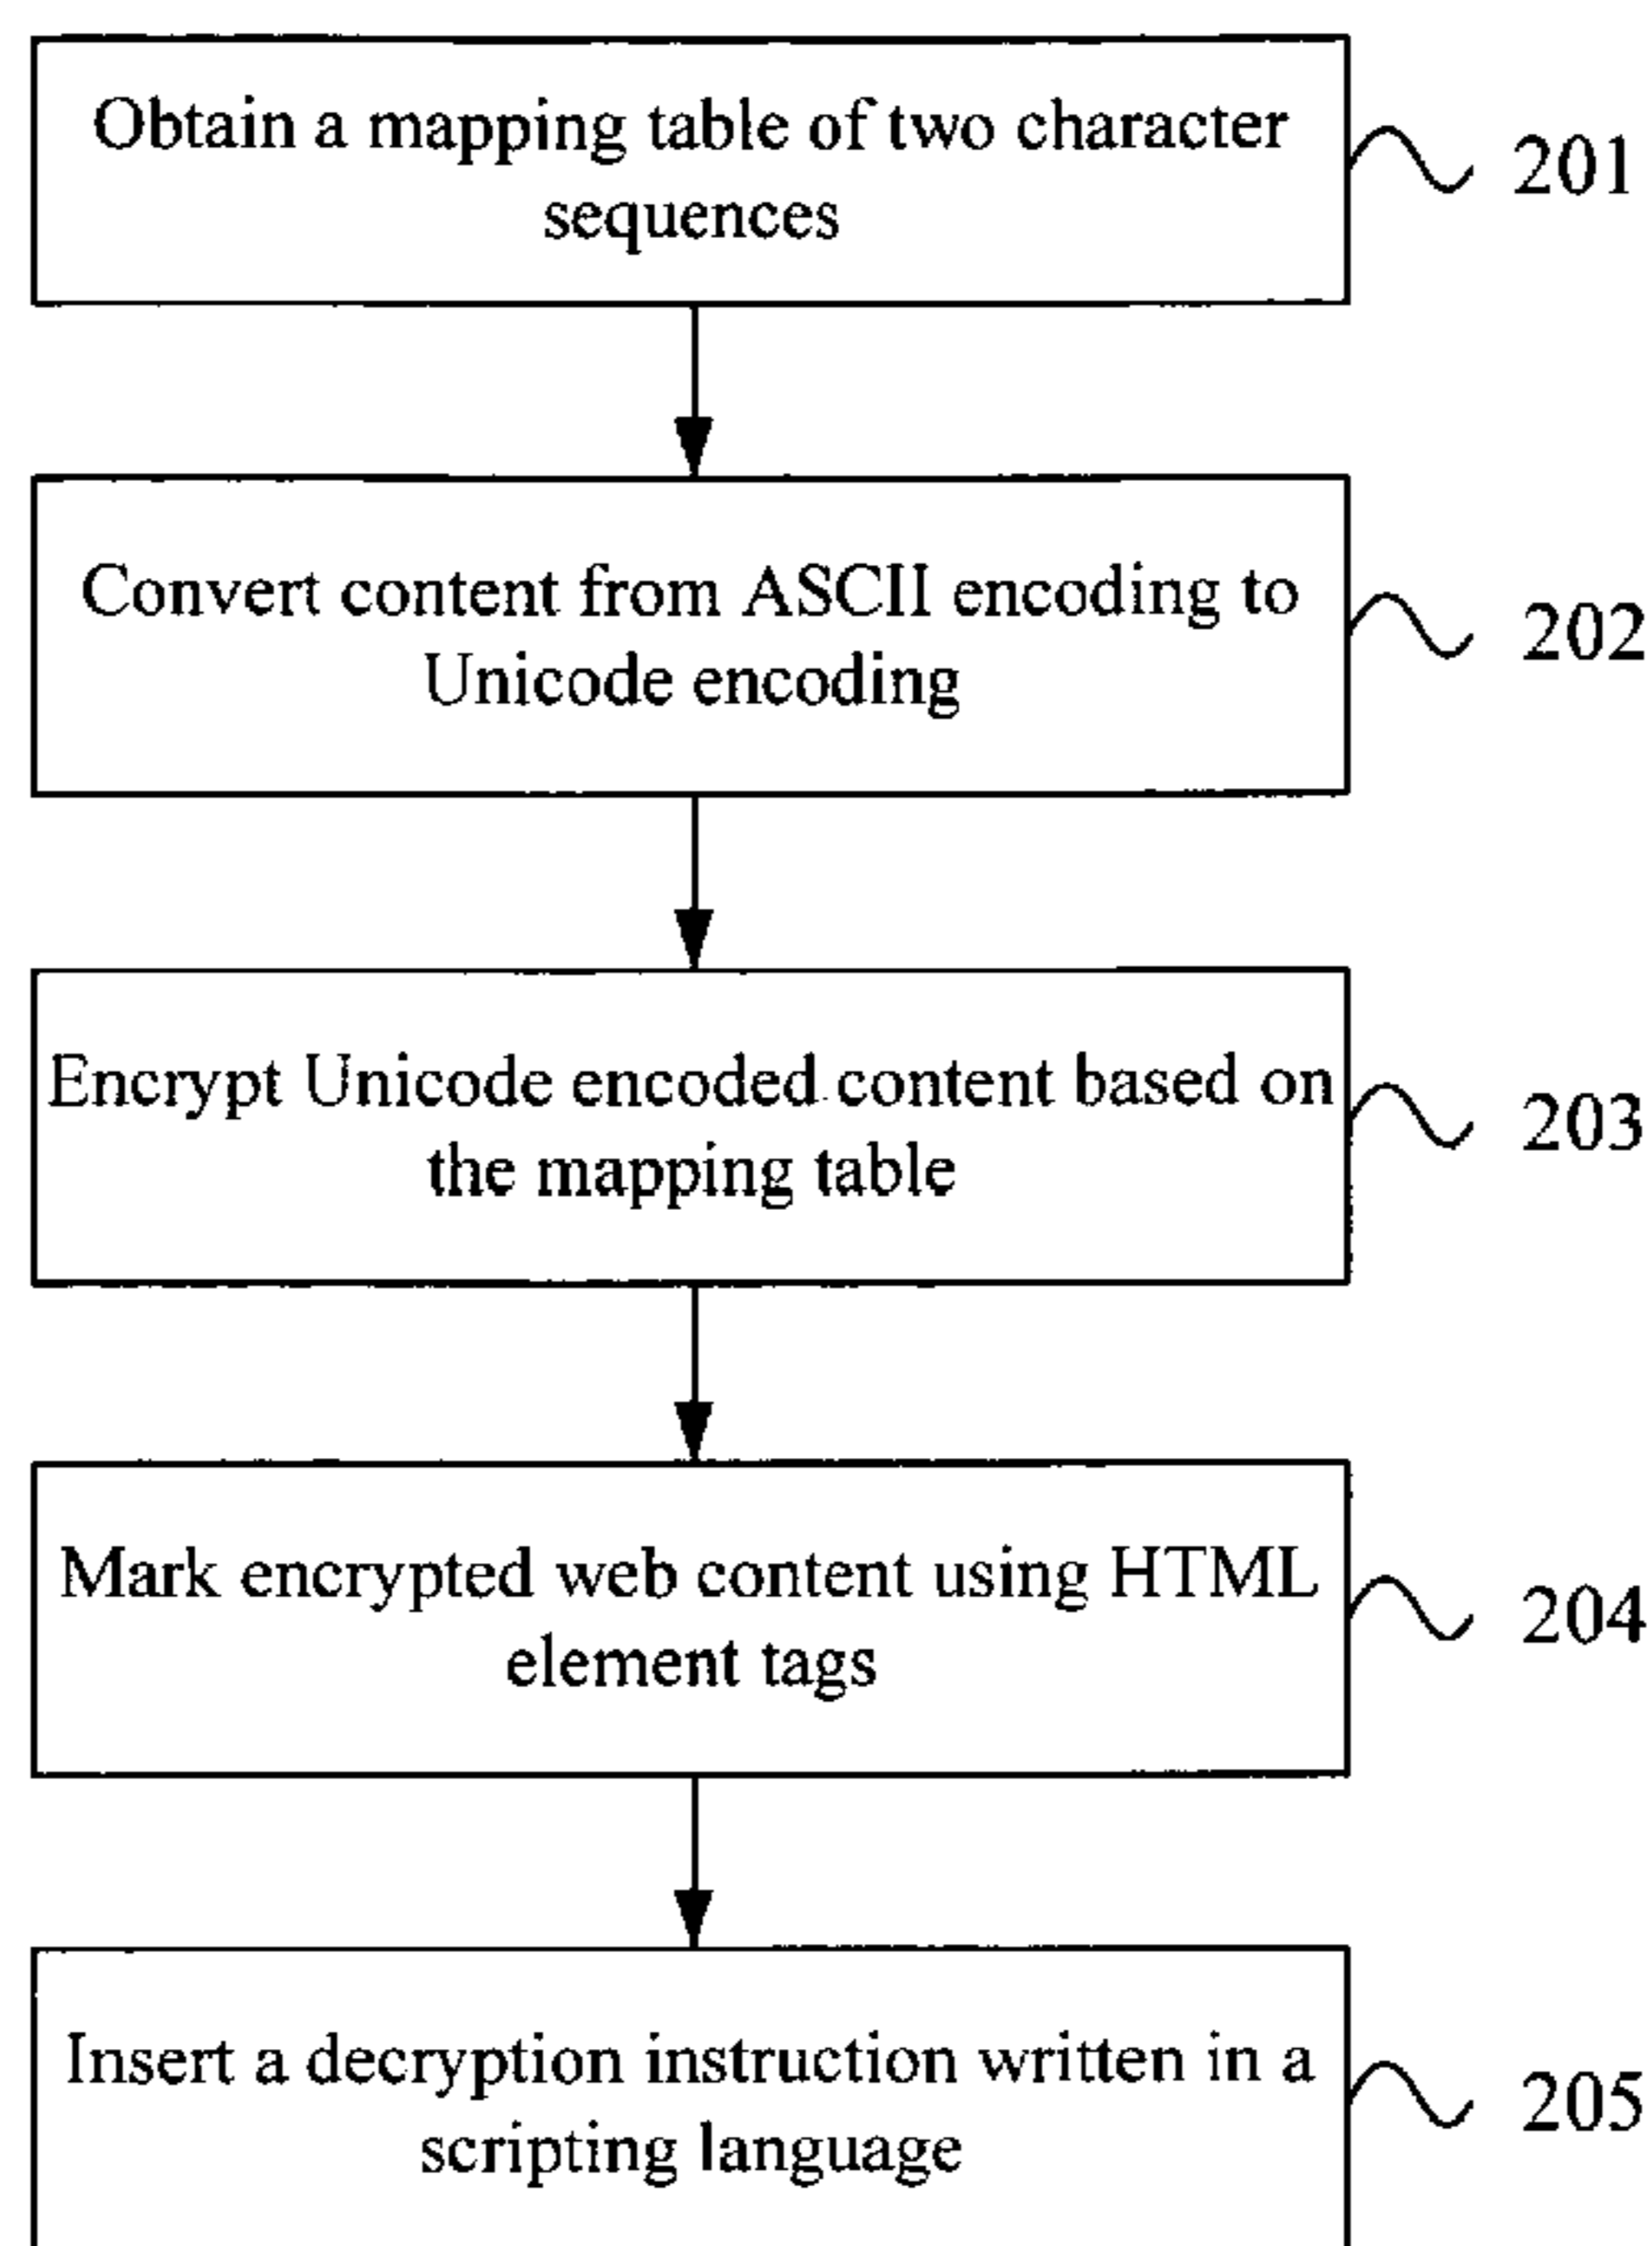 Obtain a mapping table of two character
sequences
201
Convert content from ASCII encoding to
Unicode encoding
202
Encrypt Unicode encoded content based on
the mapping table
203
Mark encrypted web content using HTML
element tags
204
Insert a decryption instruction written in a
scripting language
205